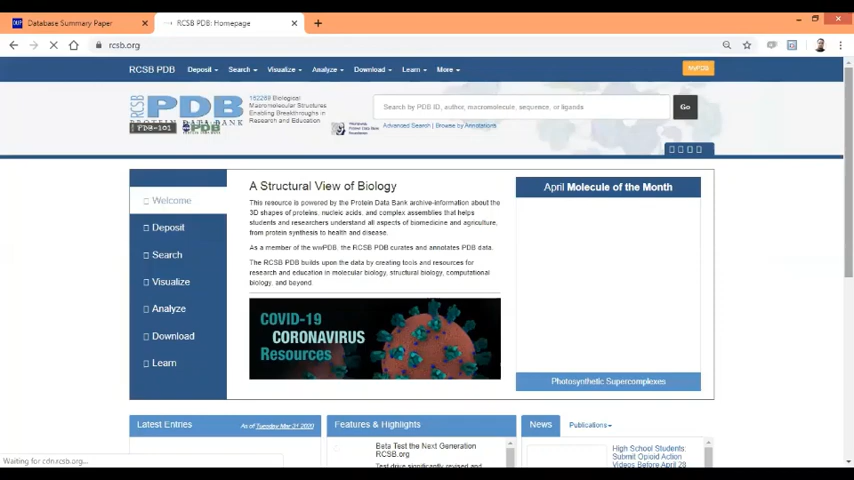 OUP Database Summary Paper
RCSB PDB: Homepage
rcsb.org
RCSB PDB Deposit Search Visualize Analyze Download Learn More MyPDB
RCSB PDB
PROTEIN DATA BANK
PDB-101 PDB
Biological
Macromolecular Structures
Enabling Breakthroughs in
Research and Education
Search by PDB ID, author, macromolecule, sequence, or ligands
Go
Advanced Search | Browse by Annotations
Welcome
Deposit
Search
Visualize
Analyze
Download
Learn
A Structural View of Biology
This resource is powered by the Protein Data Bank archive-information about the
3D shapes of proteins, nucleic acids, and complex assemblies that helps
students and researchers understand all aspects of biomedicine and agriculture,
from protein synthesis to health and disease.
As a member of the wwPDB, the RCSB PDB curates and annotates PDB data.
The RCSB PDB builds upon the data by creating tools and resources for
research and education in molecular biology, structural biology, computational
biology, and beyond.
COVID-19
CORONAVIRUS
Resources
April Molecule of the Month
Photosynthetic Supercomplexes
Latest Entries As of Tuesday Mar 31 2020
Features & Highlights
Beta Test the Next Generation
RCSB.org
Test drive significantly revised and
News Publications
High School Students:
Submit Opioid Action
Videos Before April 28
Waiting for cdn.rcsb.org...